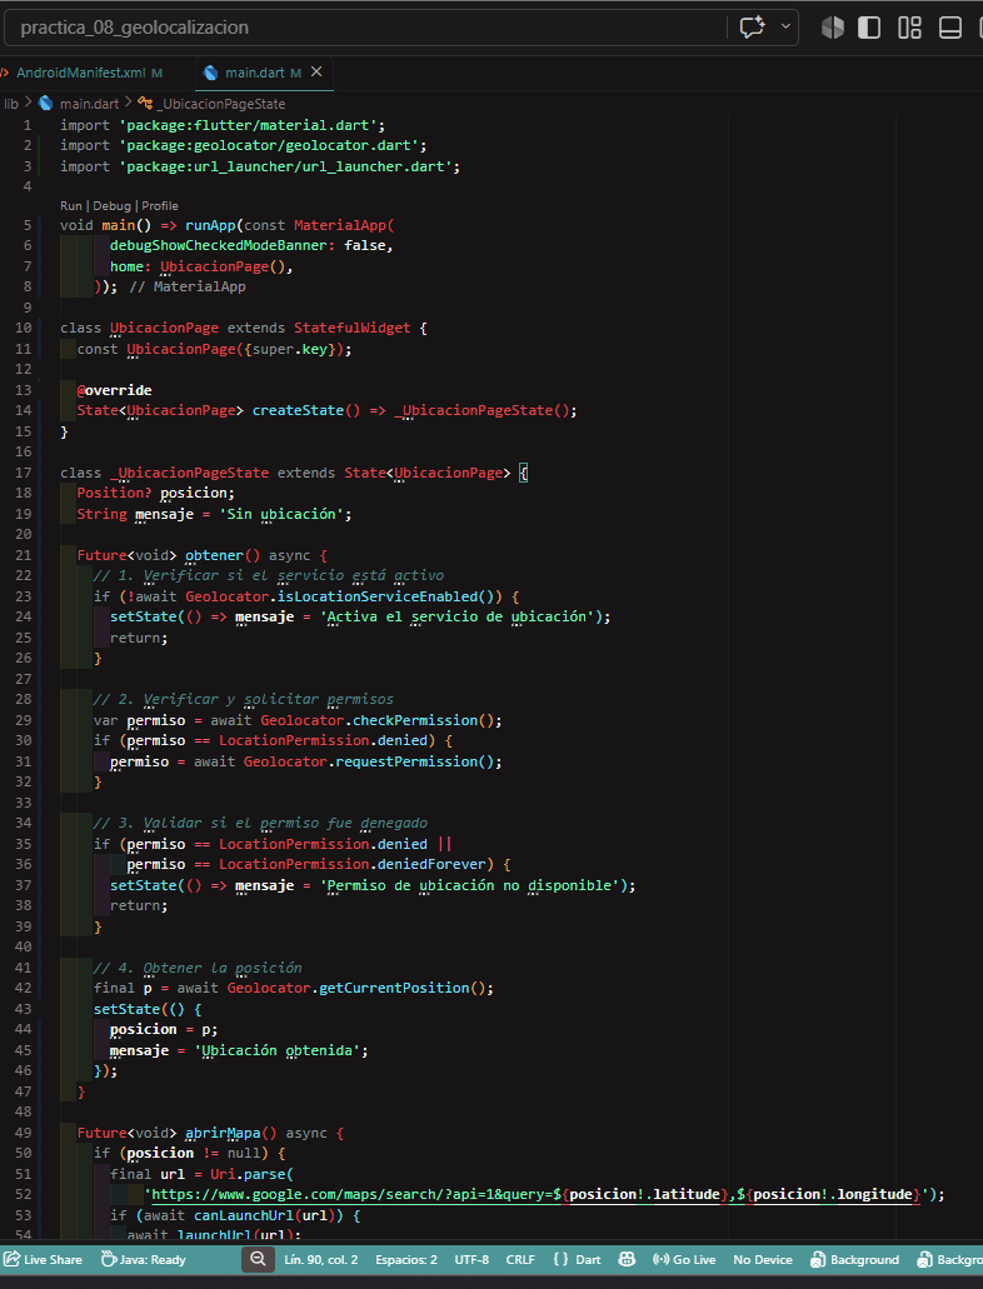 practica_08_geolocalizacion
AndroidManifest.xml M
main.dart M
lib > main.dart > _UbicacionPageState
1 import 'package:flutter/material.dart';
2 import 'package:geolocator/geolocator.dart';
3 import 'package:url_launcher/url_launcher.dart';
4
Run | Debug | Profile
5 void main() => runApp(const MaterialApp(
6 debugShowCheckedModeBanner: false,
7 home: UbicacionPage(),
8 )); // MaterialApp
9
10 class UbicacionPage extends StatefulWidget {
11 const UbicacionPage({super.key});
12
13 @override
14 State<UbicacionPage> createState() => _UbicacionPageState();
15 }
16
17 class _UbicacionPageState extends State<UbicacionPage> {
18 Position? posicion;
19 String mensaje = 'Sin ubicación';
20
21 Future<void> obtener() async {
22 // 1. Verificar si el servicio está activo
23 if (!await Geolocator.isLocationServiceEnabled()) {
24 setState(() => mensaje = 'Activa el servicio de ubicación');
25 return;
26 }
27
28 // 2. Verificar y solicitar permisos
29 var permiso = await Geolocator.checkPermission();
30 if (permiso == LocationPermission.denied) {
31 permiso = await Geolocator.requestPermission();
32 }
33
34 // 3. Validar si el permiso fue denegado
35 if (permiso == LocationPermission.denied ||
36 permiso == LocationPermission.deniedForever) {
37 setState(() => mensaje = 'Permiso de ubicación no disponible');
38 return;
39 }
40
41 // 4. Obtener la posición
42 final p = await Geolocator.getCurrentPosition();
43 setState(() {
44 posicion = p;
45 mensaje = 'Ubicación obtenida';
46 });
47 }
48
49 Future<void> abrirMapa() async {
50 if (posicion != null) {
51 final url = Uri.parse(
52 'https://www.google.com/maps/search/?api=1&query=${posicion!.latitude},${posicion!.longitude}');
53 if (await canLaunchUrl(url)) {
54 await launchUrl(url);
Live Share Java: Ready Lín. 90, col. 2 Espacios: 2 UTF-8 CRLF {} Dart Go Live No Device Background Backgro